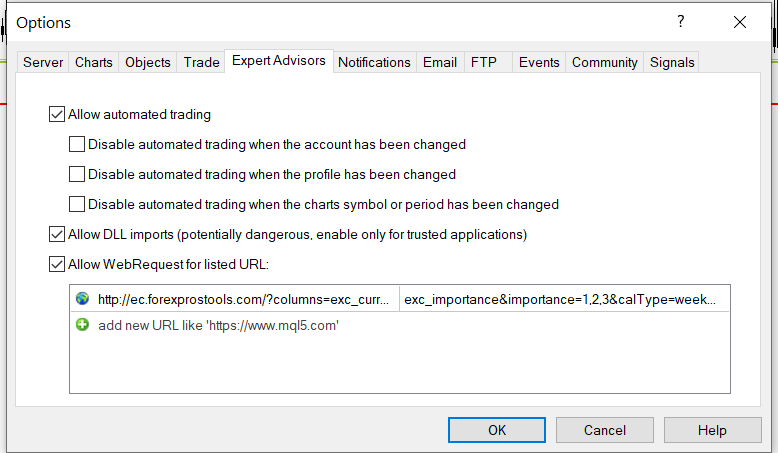 Options
Server Charts Objects Trade Expert Advisors Notifications Email FTP Events Community Signals
Allow automated trading
Disable automated trading when the account has been changed
Disable automated trading when the profile has been changed
Disable automated trading when the charts symbol or period has been changed
Allow DLL imports (potentially dangerous, enable only for trusted applications)
Allow WebRequest for listed URL:
http://ec.forexprostools.com/?columns=exc_curr... exc_importance&importance=1,2,3&calType=week...
add new URL like 'https://www.mql5.com'
OK Cancel Help